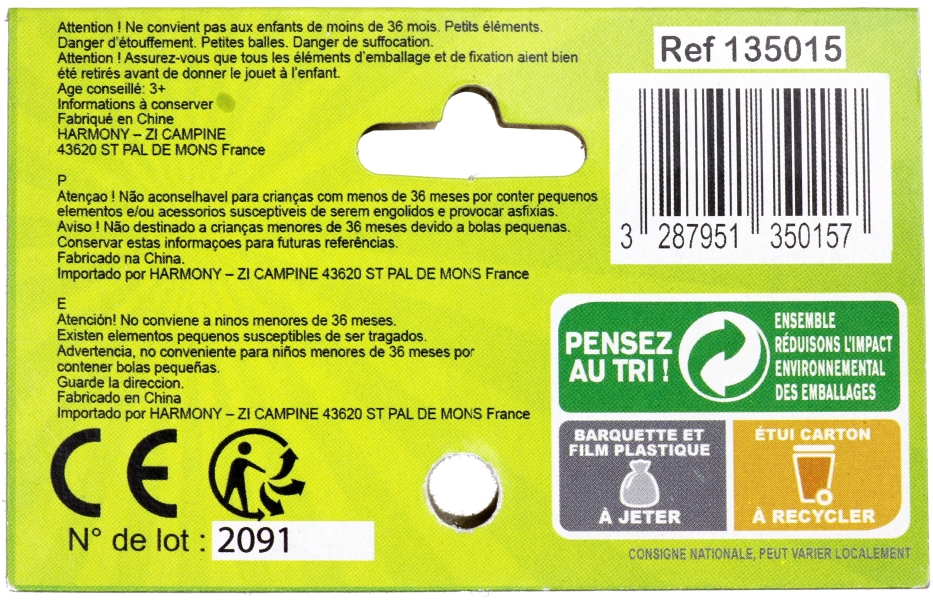 Attention ! Ne convient pas aux enfants de moins de 36 mois. Petits éléments.
Danger d'étouffement. Petites balles. Danger de suffocation.
Attention ! Assurez-vous que tous les éléments d'emballage et de fixation aient bien
été retirés avant de donner le jouet à l'enfant.
Age conseillé: 3+
Informations à conserver
Fabriqué en Chine
HARMONY – ZI CAMPINE
43620 ST PAL DE MONS France
P
Atençao ! Não aconselhavel para crianças com menos de 36 meses por conter pequenos
elementos e/ou acessorios susceptiveis de serem engolidos e provocar asfixias.
Aviso ! Não destinado a crianças menores de 36 meses devido a bolas pequenas.
Conservar estas informaçoes para futuras referências.
Fabricado na China.
Importado por HARMONY – ZI CAMPINE 43620 ST PAL DE MONS France
E
Atención! No conviene a ninos menores de 36 meses.
Existen elementos pequenos susceptibles de ser tragados.
Advertencia, no conveniente para niños menores de 36 meses por
contener bolas pequeñas.
Guarde la direccion.
Fabricado en China
Importado por HARMONY – ZI CAMPINE 43620 ST PAL DE MONS France
CE
N° de lot : 2091
Ref 135015
3 287951 350157
PENSEZ
AU TRI !
ENSEMBLE
RÉDUISONS L'IMPACT
ENVIRONNEMENTAL
DES EMBALLAGES
BARQUETTE ET
FILM PLASTIQUE
À JETER
ÉTUI CARTON
À RECYCLER
CONSIGNE NATIONALE, PEUT VARIER LOCALEMENT